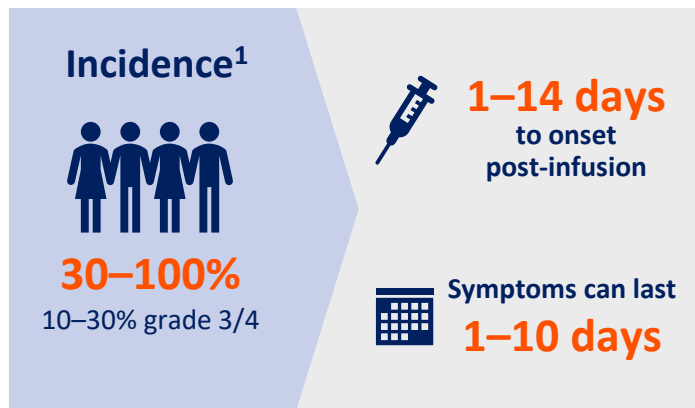 Incidence¹
30–100%
10–30% grade 3/4
1–14 days
to onset
post-infusion
Symptoms can last
1–10 days